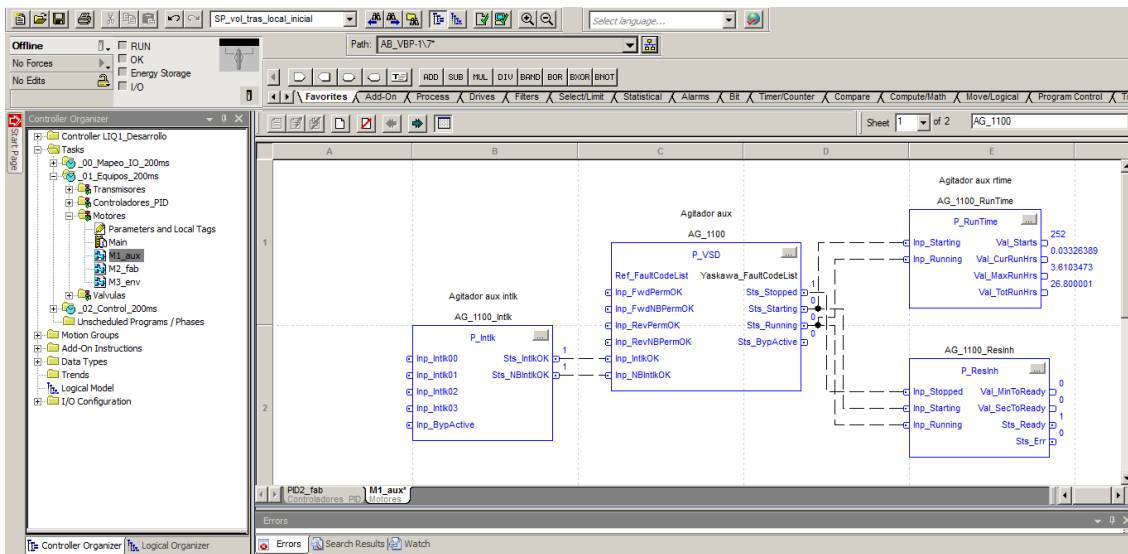 SP_vol_tras_local_inicial
Select language...
Offline
RUN
No Forces
OK
Energy Storage
No Edits
I/O
Path: AB_VBP-1\7*
ADD SUB MUL DIV BAND BOR BXOR BNOT
Favorites Add-On Process Drives Filters Select/Limit Statistical Alarms Bit Timer/Counter Compare Compute/Math Move/Logical Program Control
Start Page
Controller Organizer
Controller LIQ1_Desarrollo
Tasks
_00_Mapeo_IO_200ms
_01_Equipos_200ms
Transmisores
Controladores_PID
Motores
Parameters and Local Tags
Main
M1_aux
M2_fab
M3_env
Valvulas
_02_Control_200ms
Unscheduled Programs / Phases
Motion Groups
Add-On Instructions
Data Types
Trends
Logical Model
I/O Configuration
Controller Organizer
Logical Organizer
Sheet 1 of 2 AG_1100
A B C D E
1
2
Agitador aux intlk
AG_1100_Intlk
P_Intlk
Inp_Intlk00 Sts_IntlkOK 1
Inp_Intlk01 Sts_NBIntlkOK 1
Inp_Intlk02
Inp_Intlk03
Inp_BypActive
Agitador aux
AG_1100
P_VSD
Ref_FaultCodeList Yaskawa_FaultCodeList
Inp_FwdPermOK Sts_Stopped 1
Inp_FwdNBPermOK Sts_Starting 0
Inp_RevPermOK Sts_Running 0
Inp_RevNBPermOK Sts_BypActive 0
Inp_IntlkOK
Inp_NBIntlkOK
Agitador aux rtime
AG_1100_RunTime
P_RunTime
Inp_Starting Val_Starts 252
Inp_Running Val_CurRunHrs 0.03326389
Val_MaxRunHrs 3.6103473
Val_TotRunHrs 26.800001
AG_1100_ResInh
P_ResInh
Inp_Stopped Val_MinToReady 0
Inp_Starting Val_SecToReady 0
Inp_Running Sts_Ready 1
Sts_Err 0
PID2_fab
Controladores_PID
M1_aux*
Motores
Errors
Errors Search Results Watch